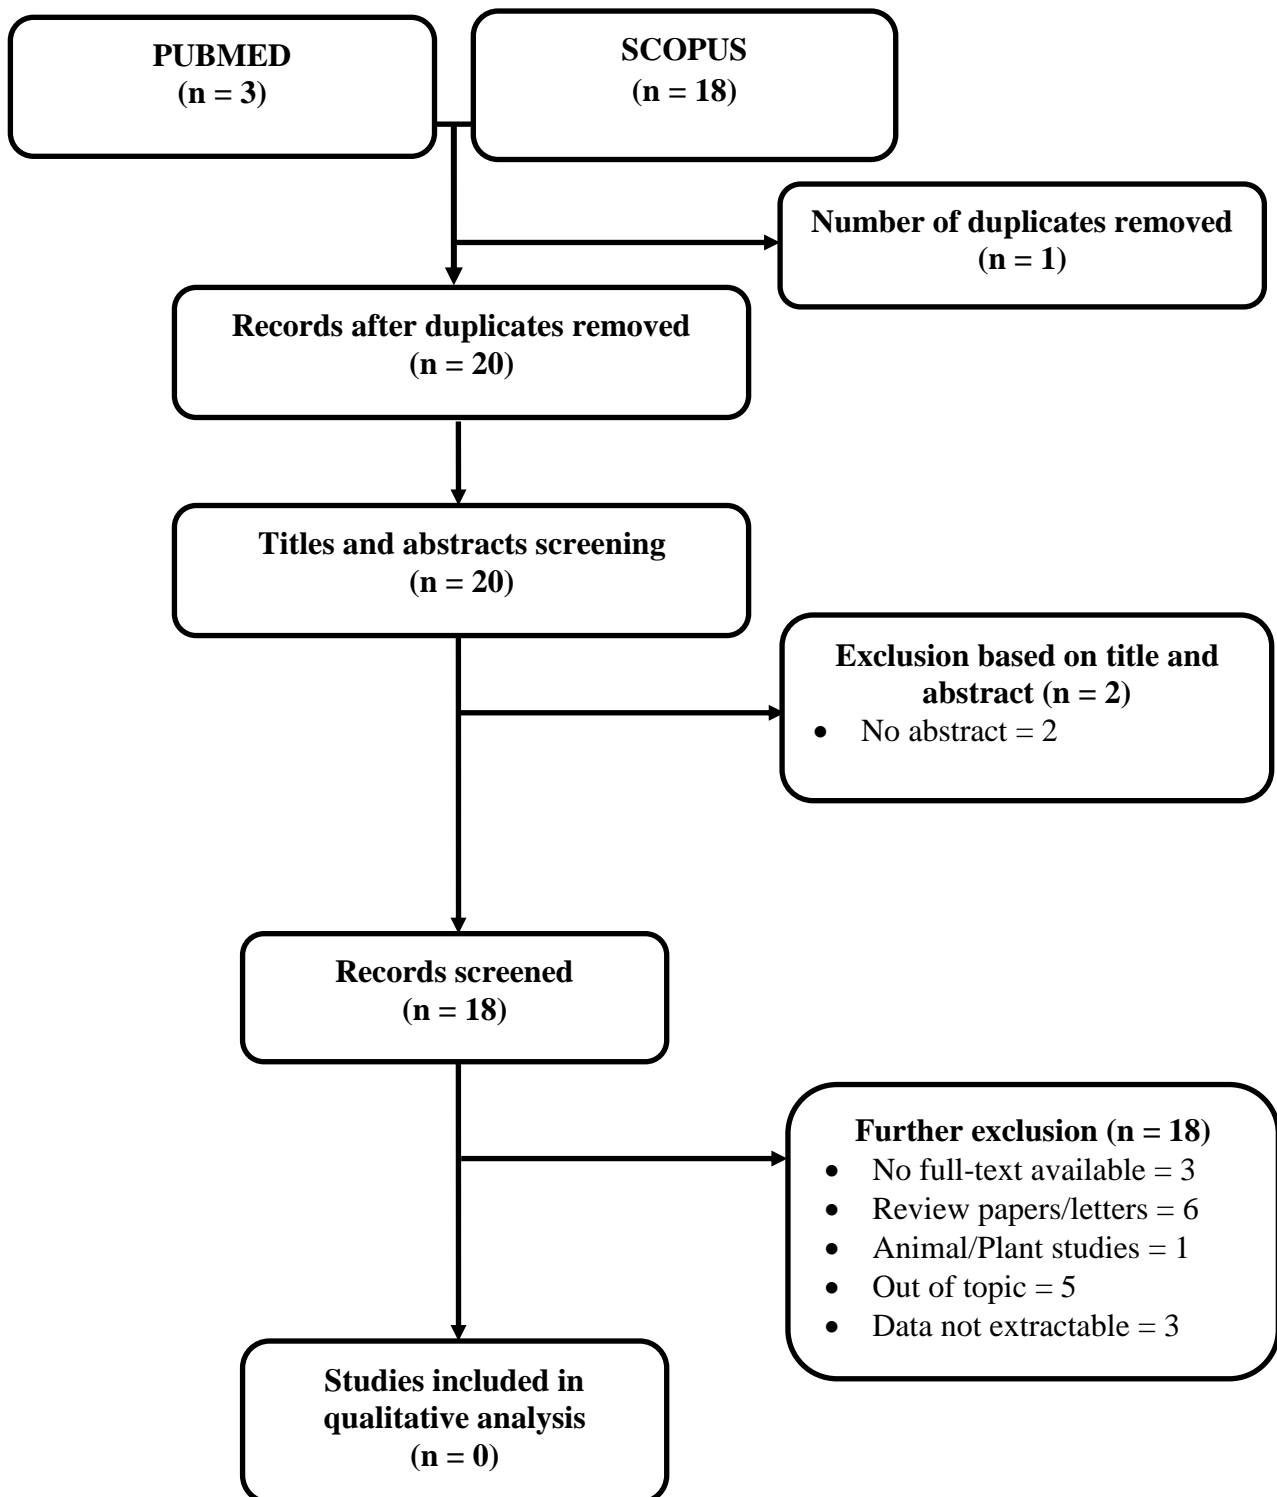 PUBMED
(n = 3)
SCOPUS
(n = 18)
Number of duplicates removed
(n = 1)
Records after duplicates removed
(n = 20)
Titles and abstracts screening
(n = 20)
Exclusion based on title and
abstract (n = 2)
• No abstract = 2
Records screened
(n = 18)
Further exclusion (n = 18)
• No full-text available = 3
• Review papers/letters = 6
• Animal/Plant studies = 1
• Out of topic = 5
• Data not extractable = 3
Studies included in
qualitative analysis
(n = 0)